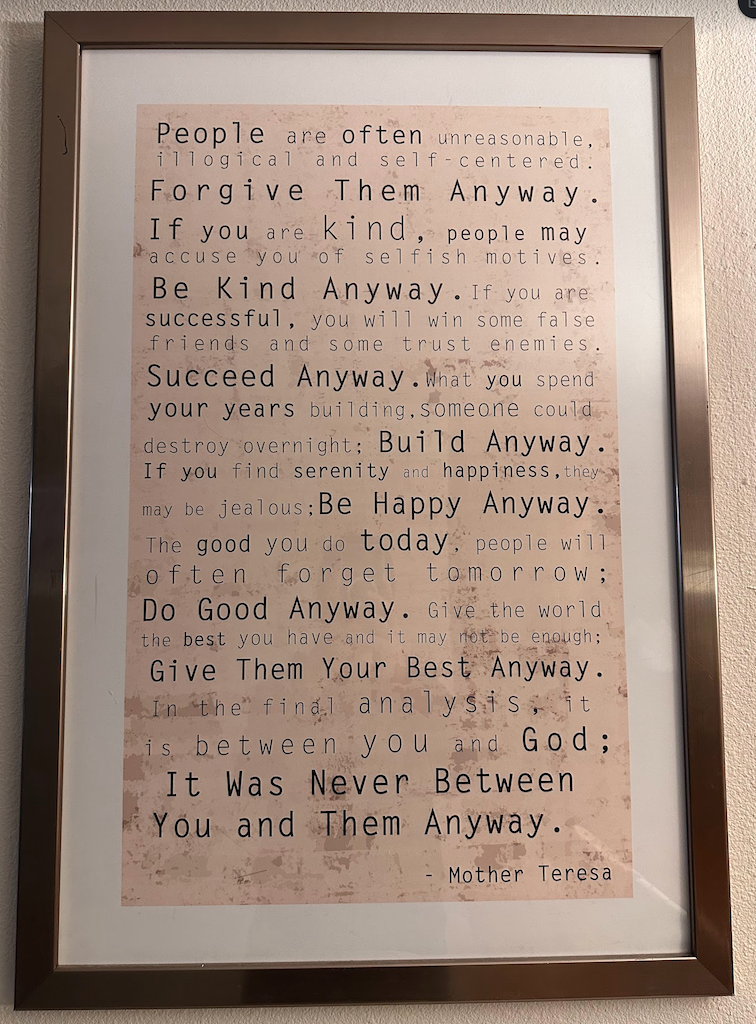 People are often unreasonable,
illogical and self-centered.
Forgive Them Anyway.
If you are kind, people may
accuse you of selfish motives.
Be Kind Anyway. If you are
successful, you will win some false
friends and some trust enemies.
Succeed Anyway. What you spend
your years building, someone could
destroy overnight; Build Anyway.
If you find serenity and happiness, they
may be jealous; Be Happy Anyway.
The good you do today, people will
often forget tomorrow;
Do Good Anyway. Give the world
the best you have and it may not be enough;
Give Them Your Best Anyway.
In the final analysis, it
is between you and God;
It Was Never Between
You and Them Anyway.
- Mother Teresa